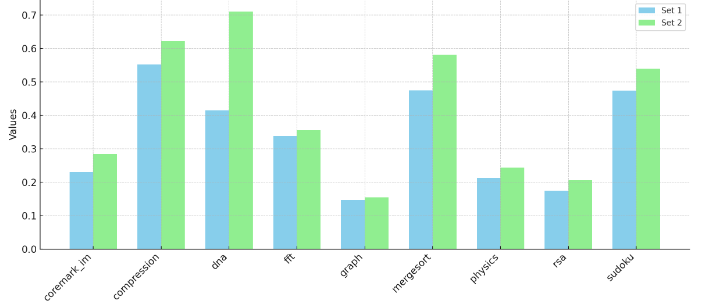 0.7
0.6
0.5
0.4
0.3
0.2
0.1
0.0
Values
Set 1
Set 2
coremark_im
compression
dna
fft
graph
mergesort
physics
rsa
sudoku